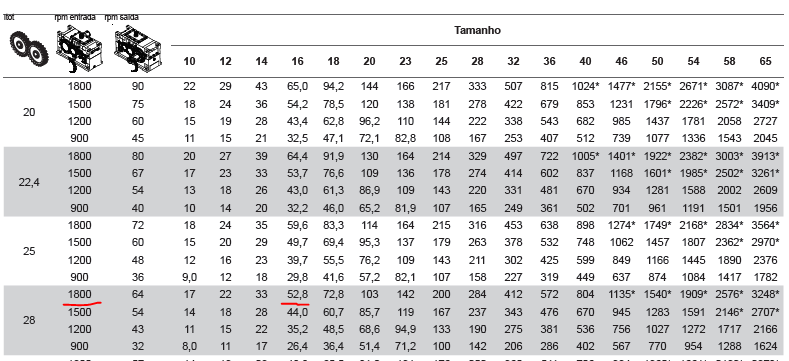 itot rpm entrada rpm saída
Tamanho
10 12 14 16 18 20 23 25 28 32 36 40 46 50 54 58 65
1800 90 22 29 43 65,0 94,2 144 166 217 333 507 815 1024* 1477* 2155* 2671* 3087* 4090*
1500 75 18 24 36 54,2 78,5 120 138 181 278 422 679 853 1231 1796* 2226* 2572* 3409*
20
1200 60 15 19 28 43,4 62,8 96,2 110 144 222 338 543 682 985 1437 1781 2058 2727
900 45 11 15 21 32,5 47,1 72,1 82,8 108 167 253 407 512 739 1077 1336 1543 2045
1800 80 20 27 39 64,4 91,9 130 164 214 329 497 722 1005* 1401* 1922* 2382* 3003* 3913*
1500 67 17 23 33 53,7 76,6 109 136 178 274 414 602 837 1168 1601* 1985* 2502* 3261*
22,4
1200 54 13 18 26 43,0 61,3 86,9 109 143 220 331 481 670 934 1281 1588 2002 2609
900 40 10 14 20 32,2 46,0 65,2 81,9 107 165 249 361 502 701 961 1191 1501 1956
1800 72 18 24 35 59,6 83,3 114 164 215 316 453 638 898 1274* 1749* 2168* 2834* 3564*
1500 60 15 20 29 49,7 69,4 95,3 137 179 263 378 532 748 1062 1457 1807 2362* 2970*
25
1200 48 12 16 23 39,7 55,5 76,2 109 143 211 302 425 599 849 1166 1445 1890 2376
900 36 9,0 12 18 29,8 41,6 57,2 82,1 107 158 227 319 449 637 874 1084 1417 1782
1800 64 17 22 33 52,8 72,8 103 142 200 284 412 572 804 1135* 1540* 1909* 2576* 3248*
1500 54 14 18 28 44,0 60,7 85,7 119 167 237 343 476 670 945 1283 1591 2146* 2707*
28
1200 43 11 15 22 35,2 48,5 68,6 94,9 133 190 275 381 536 756 1027 1272 1717 2166
900 32 8,0 11 17 26,4 36,4 51,4 71,2 100 142 206 286 402 567 770 954 1288 1624